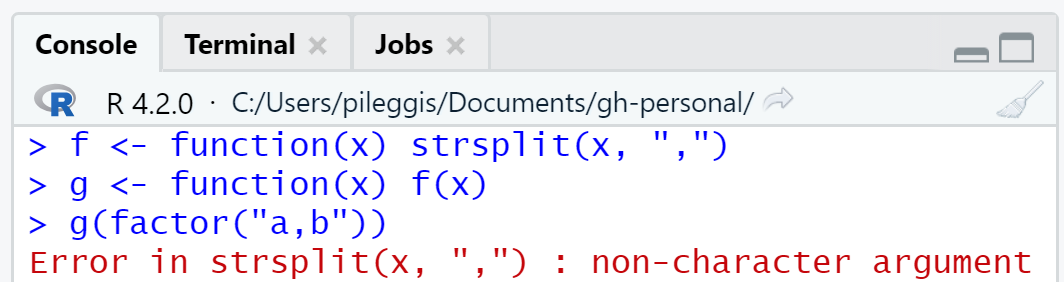 Console Terminal Jobs
R R 4.2.0 · C:/Users/pileggis/Documents/gh-personal/
> f <- function(x) strsplit(x, ",")
> g <- function(x) f(x)
> g(factor("a,b"))
Error in strsplit(x, ",") : non-character argument